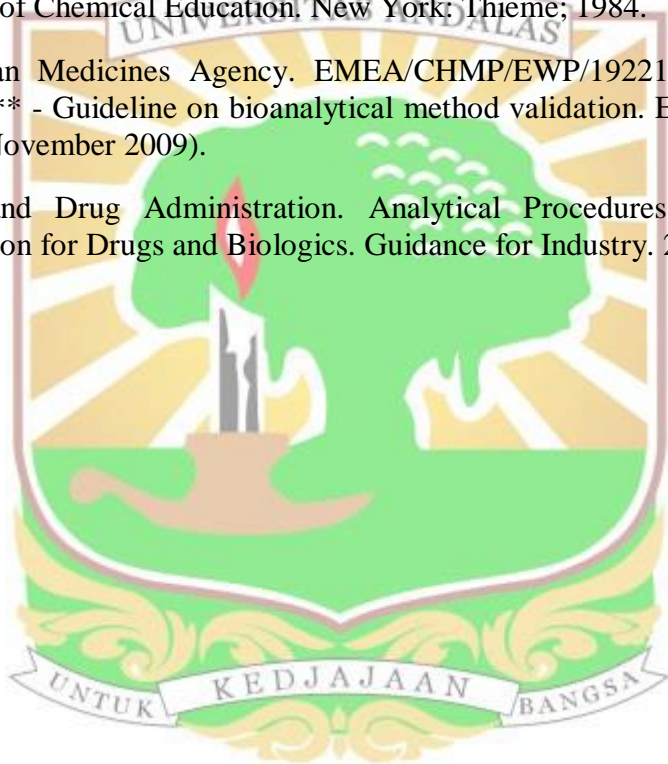 of Chemical Education. New York: Thieme; 1984.
UNIVERSITAS ANDALAS
an Medicines Agency. EMEA/CHMP/EWP/19221
** - Guideline on bioanalytical method validation. E
November 2009).
and Drug Administration. Analytical Procedures
on for Drugs and Biologics. Guidance for Industry. 2
UNTUK KEDJAJAAN BANGSA